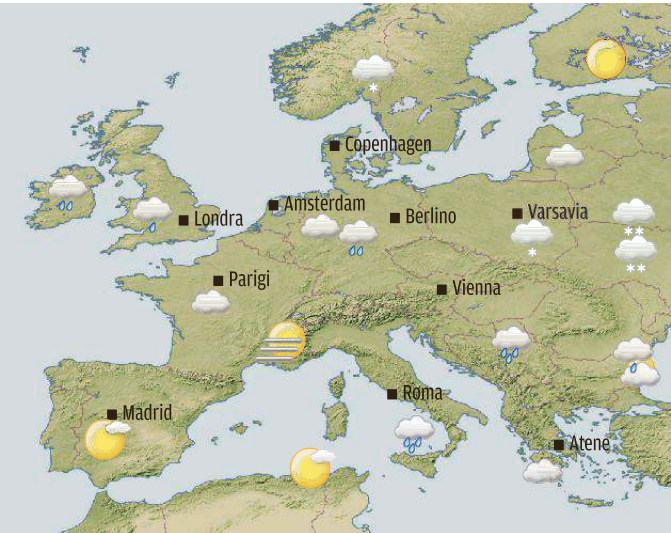 Copenhagen
Amsterdam
Londra
Berlino
Varsavia
Parigi
Vienna
Roma
Madrid
Atene